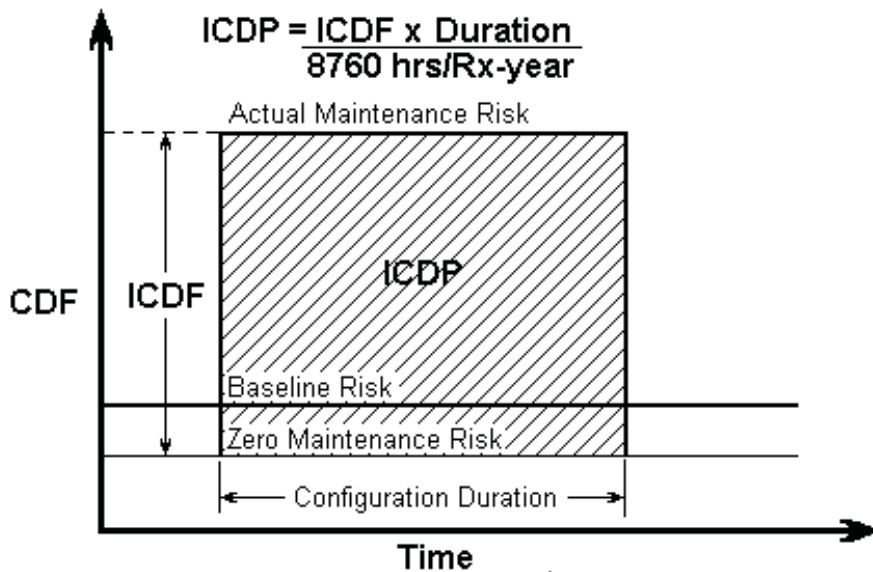 ICDP = ICDF x Duration
8760 hrs/Rx-year
Actual Maintenance Risk
CDF
ICDF
ICDP
Baseline Risk
Zero Maintenance Risk
Configuration Duration
Time